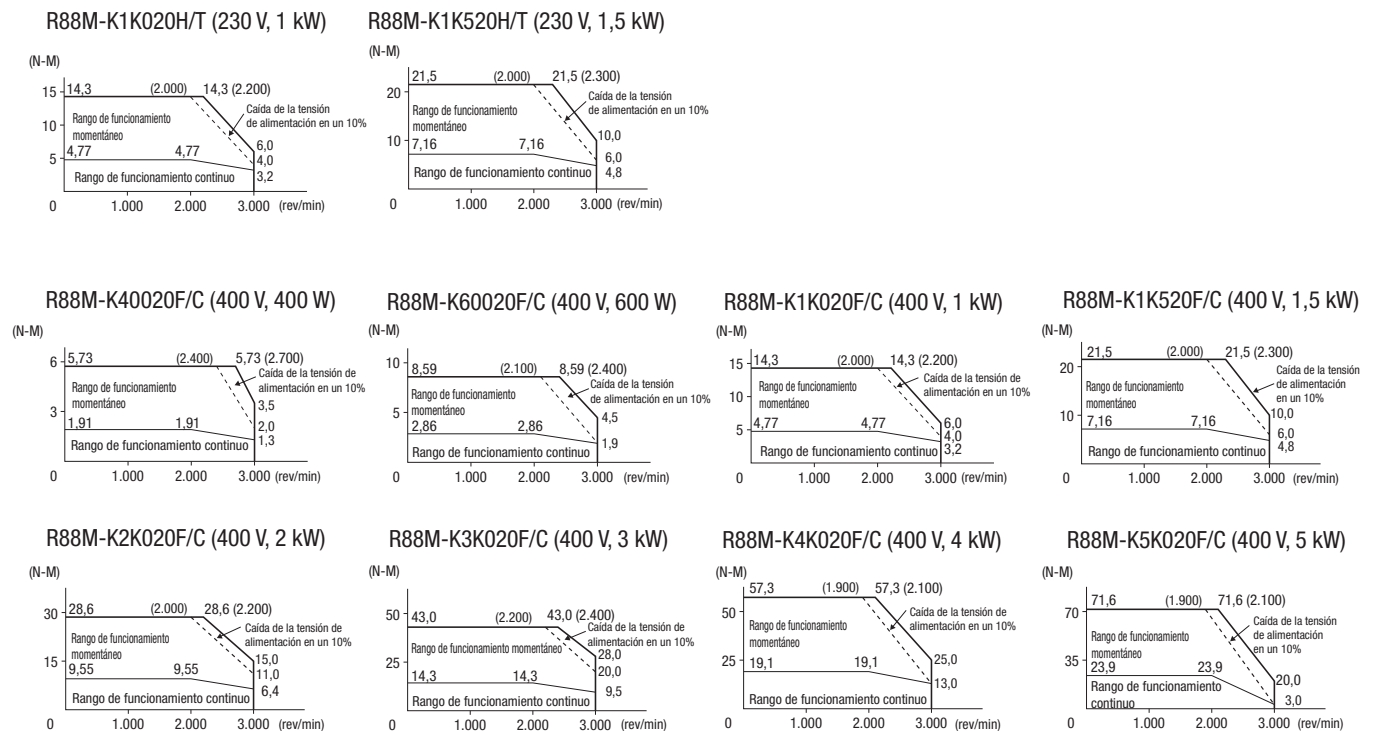 R88M-K1K020H/T (230 V, 1 kW)
(N-M)
15
14,3
(2.000)
14,3 (2.200)
Caída de la tensión
de alimentación en un 10%
Rango de funcionamiento
momentáneo
10
6,0
4,77
4,77
5
4,0
3,2
Rango de funcionamiento continuo
0
1.000
2.000
3.000
(rev/min)
R88M-K1K520H/T (230 V, 1,5 kW)
(N-M)
21,5
(2.000)
21,5 (2.300)
20
Caída de la tensión
de alimentación en un 10%
Rango de funcionamiento
momentáneo
10
10,0
7,16
7,16
6,0
4,8
Rango de funcionamiento continuo
0
1.000
2.000
3.000
(rev/min)
R88M-K40020F/C (400 V, 400 W)
(N-M)
6
5,73
(2.400)
5,73 (2.700)
Caída de la tensión de
alimentación en un 10%
Rango de funcionamiento
momentáneo
3
3,5
1,91
1,91
2,0
1,3
Rango de funcionamiento continuo
0
1.000
2.000
3.000
(rev/min)
R88M-K60020F/C (400 V, 600 W)
(N-M)
10
8,59
(2.100)
8,59 (2.400)
Caída de la tensión
de alimentación en un 10%
Rango de funcionamiento
momentáneo
5
4,5
2,86
2,86
1,9
Rango de funcionamiento continuo
0
1.000
2.000
3.000
(rev/min)
R88M-K1K020F/C (400 V, 1 kW)
(N-M)
15
14,3
(2.000)
14,3 (2.200)
Caída de la tensión
de alimentación en un 10%
Rango de funcionamiento
momentáneo
10
6,0
4,77
4,77
5
4,0
3,2
Rango de funcionamiento continuo
0
1.000
2.000
3.000
(rev/min)
R88M-K1K520F/C (400 V, 1,5 kW)
(N-M)
21,5
(2.000)
21,5 (2.300)
20
Caída de la tensión
de alimentación
en un 10%
Rango de funcionamiento
momentáneo
10
10,0
7,16
7,16
6,0
4,8
Rango de funcionamiento continuo
0
1.000
2.000
3.000
(rev/min)
R88M-K2K020F/C (400 V, 2 kW)
(N-M)
30
28,6
(2.000)
28,6 (2.200)
Caída de la tensión de
alimentación en un 10%
Rango de funcionamiento
momentáneo
15
15,0
9,55
9,55
11,0
6,4
Rango de funcionamiento continuo
0
1.000
2.000
3.000
(rev/min)
R88M-K3K020F/C (400 V, 3 kW)
(N-M)
50
43,0
(2.200)
43,0 (2.400)
Caída de la tensión de
alimentación en un 10%
Rango de funcionamiento momentáneo
25
28,0
14,3
14,3
20,0
9,5
Rango de funcionamiento continuo
0
1.000
2.000
3.000
(rev/min)
R88M-K4K020F/C (400 V, 4 kW)
(N-M)
57,3
(1.900)
57,3 (2.100)
50
Caída de la tensión de
alimentación en un 10%
Rango de funcionamiento
momentáneo
25
25,0
19,1
19,1
13,0
Rango de funcionamiento continuo
0
1.000
2.000
3.000
(rev/min)
R88M-K5K020F/C (400 V, 5 kW)
(N-M)
71,6
(1.900)
71,6 (2.100)
70
Caída de la tensión
de alimentación
en un 10%
Rango de funcionamiento
momentáneo
35
23,9
23,9
20,0
3,0
Rango de funcionamiento
continuo
0
1.000
2.000
3.000
(rev/min)